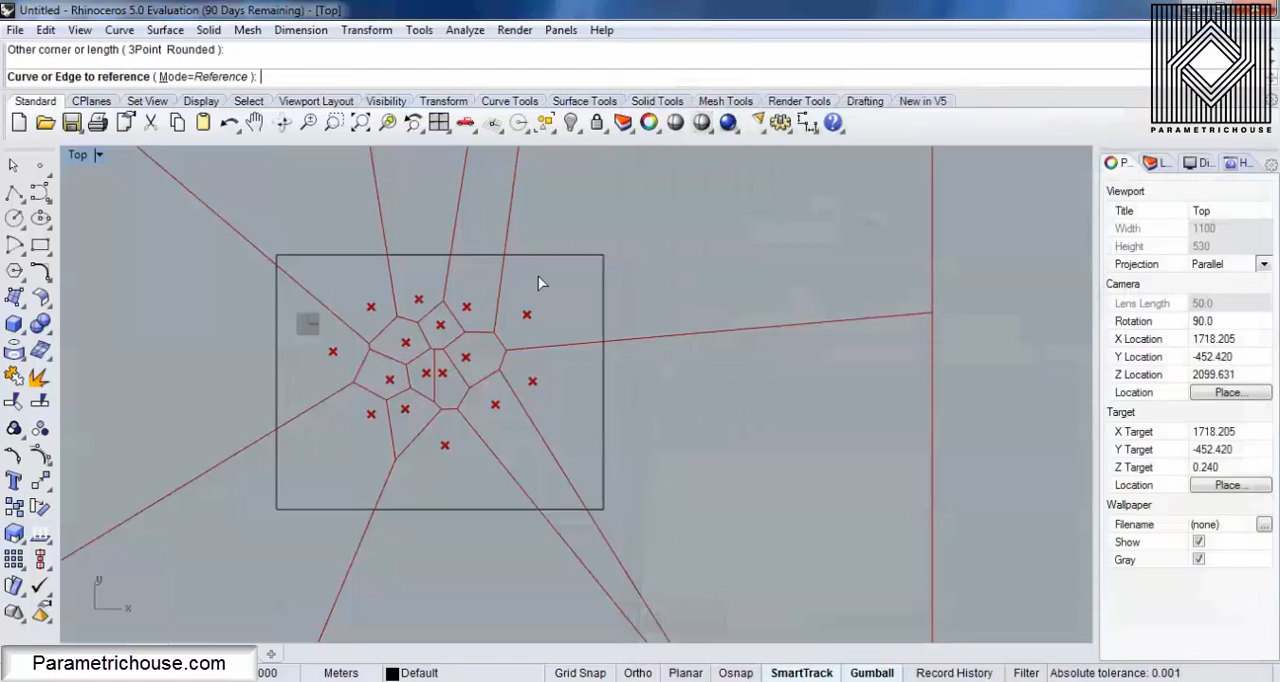 Untitled - Rhinoceros 5.0 Evaluation (90 Days Remaining) - [Top]
File Edit View Curve Surface Solid Mesh Dimension Transform Tools Analyze Render Panels Help
Other corner or length ( 3Point Rounded ):
Curve or Edge to reference ( Mode=Reference ):
Standard CPlanes Set View Display Select Viewport Layout Visibility Transform Curve Tools Surface Tools Solid Tools Mesh Tools Render Tools Drafting New in V5
PARAMETRICHOUSE
Top
P... L... Di... H...
Viewport
Title Top
Width 1100
Height 530
Projection Parallel
Camera
Lens Length 50.0
Rotation 90.0
X Location 1718.205
Y Location -452.420
Z Location 2099.631
Location Place...
Target
X Target 1718.205
Y Target -452.420
Z Target 0.240
Location Place...
Wallpaper
Filename (none) ...
Show
Gray
y
x
Parametrichouse.com
000 Meters Default Grid Snap Ortho Planar Osnap SmartTrack Gumball Record History Filter Absolute tolerance: 0.001